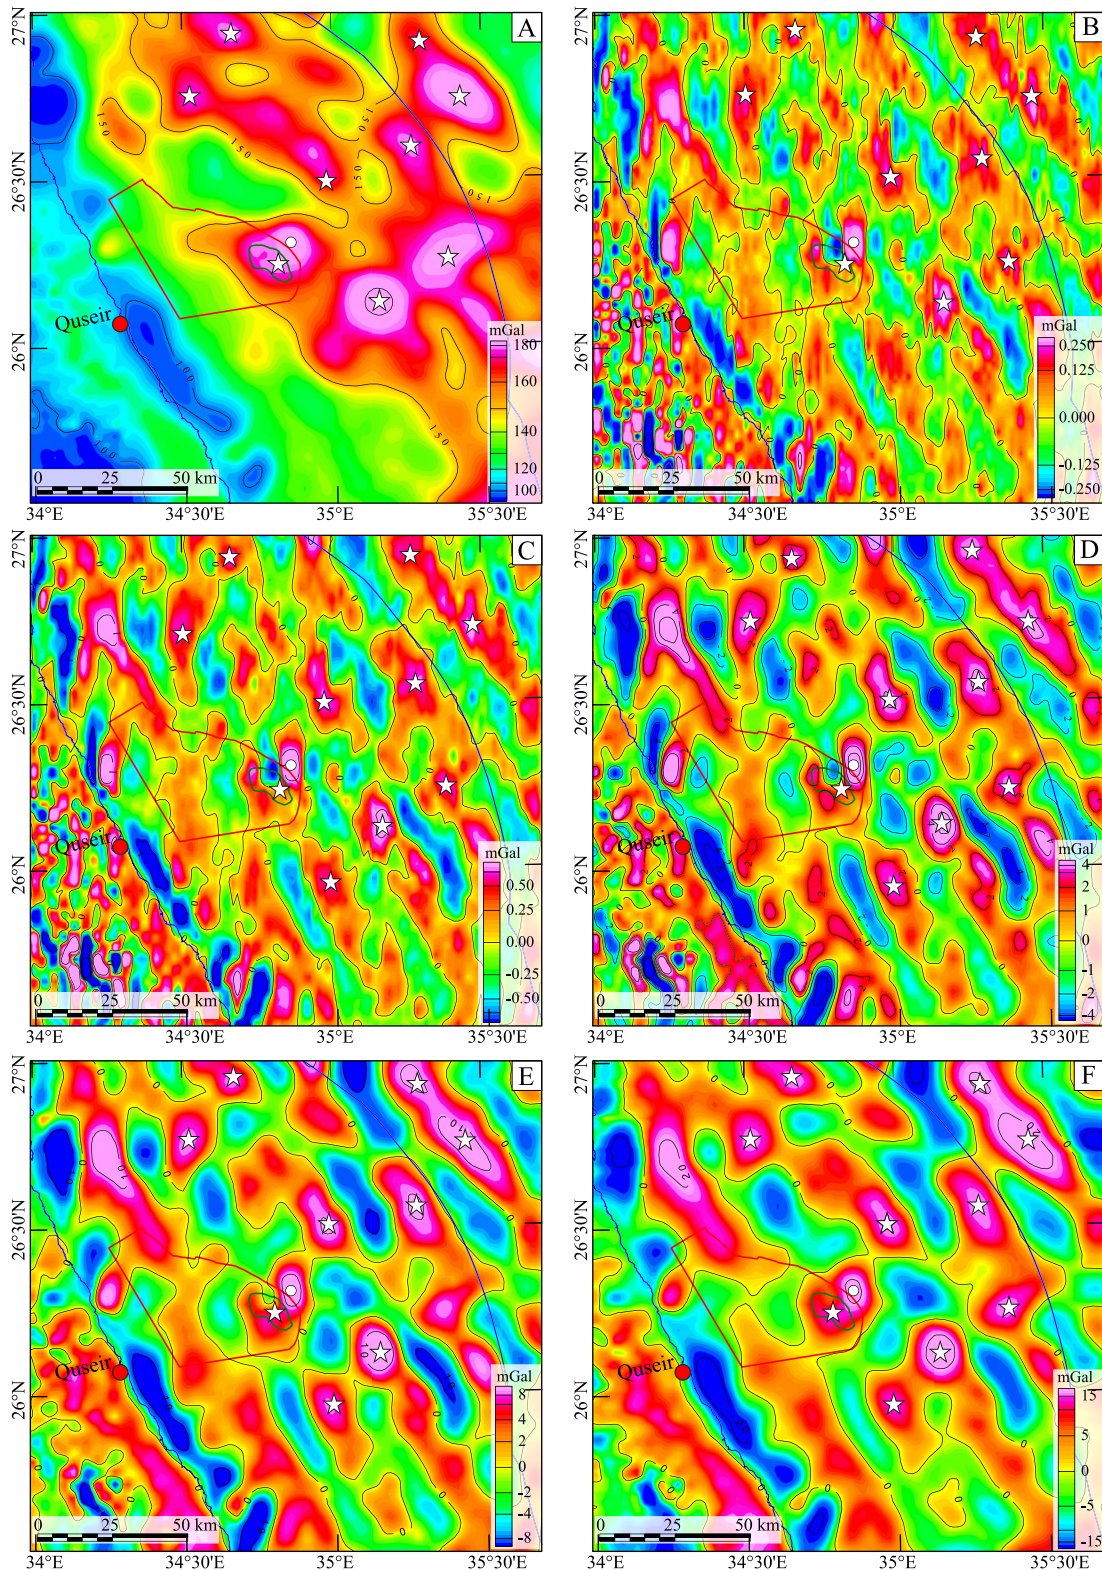 A
27°N
26°30'N
26°N
150
150
150
150
150
100
100
Quseir
mGal
180
160
140
120
100
0 25 50 km
34°E 34°30'E 35°E 35°30'E
B
27°N
26°30'N
26°N
Quseir
mGal
0.250
0.125
0.000
-0.125
-0.250
0 25 50 km
34°E 34°30'E 35°E 35°30'E
C
27°N
26°30'N
26°N
Quseir
mGal
0.50
0.25
0.00
-0.25
-0.50
0 25 50 km
34°E 34°30'E 35°E 35°30'E
D
27°N
26°30'N
26°N
Quseir
mGal
4
2
1
0
-1
-2
-4
0 25 50 km
34°E 34°30'E 35°E 35°30'E
E
27°N
26°30'N
26°N
Quseir
mGal
8
4
2
0
-2
-4
-8
0 25 50 km
34°E 34°30'E 35°E 35°30'E
F
27°N
26°30'N
26°N
Quseir
mGal
15
5
0
-5
-15
0 25 50 km
34°E 34°30'E 35°E 35°30'E